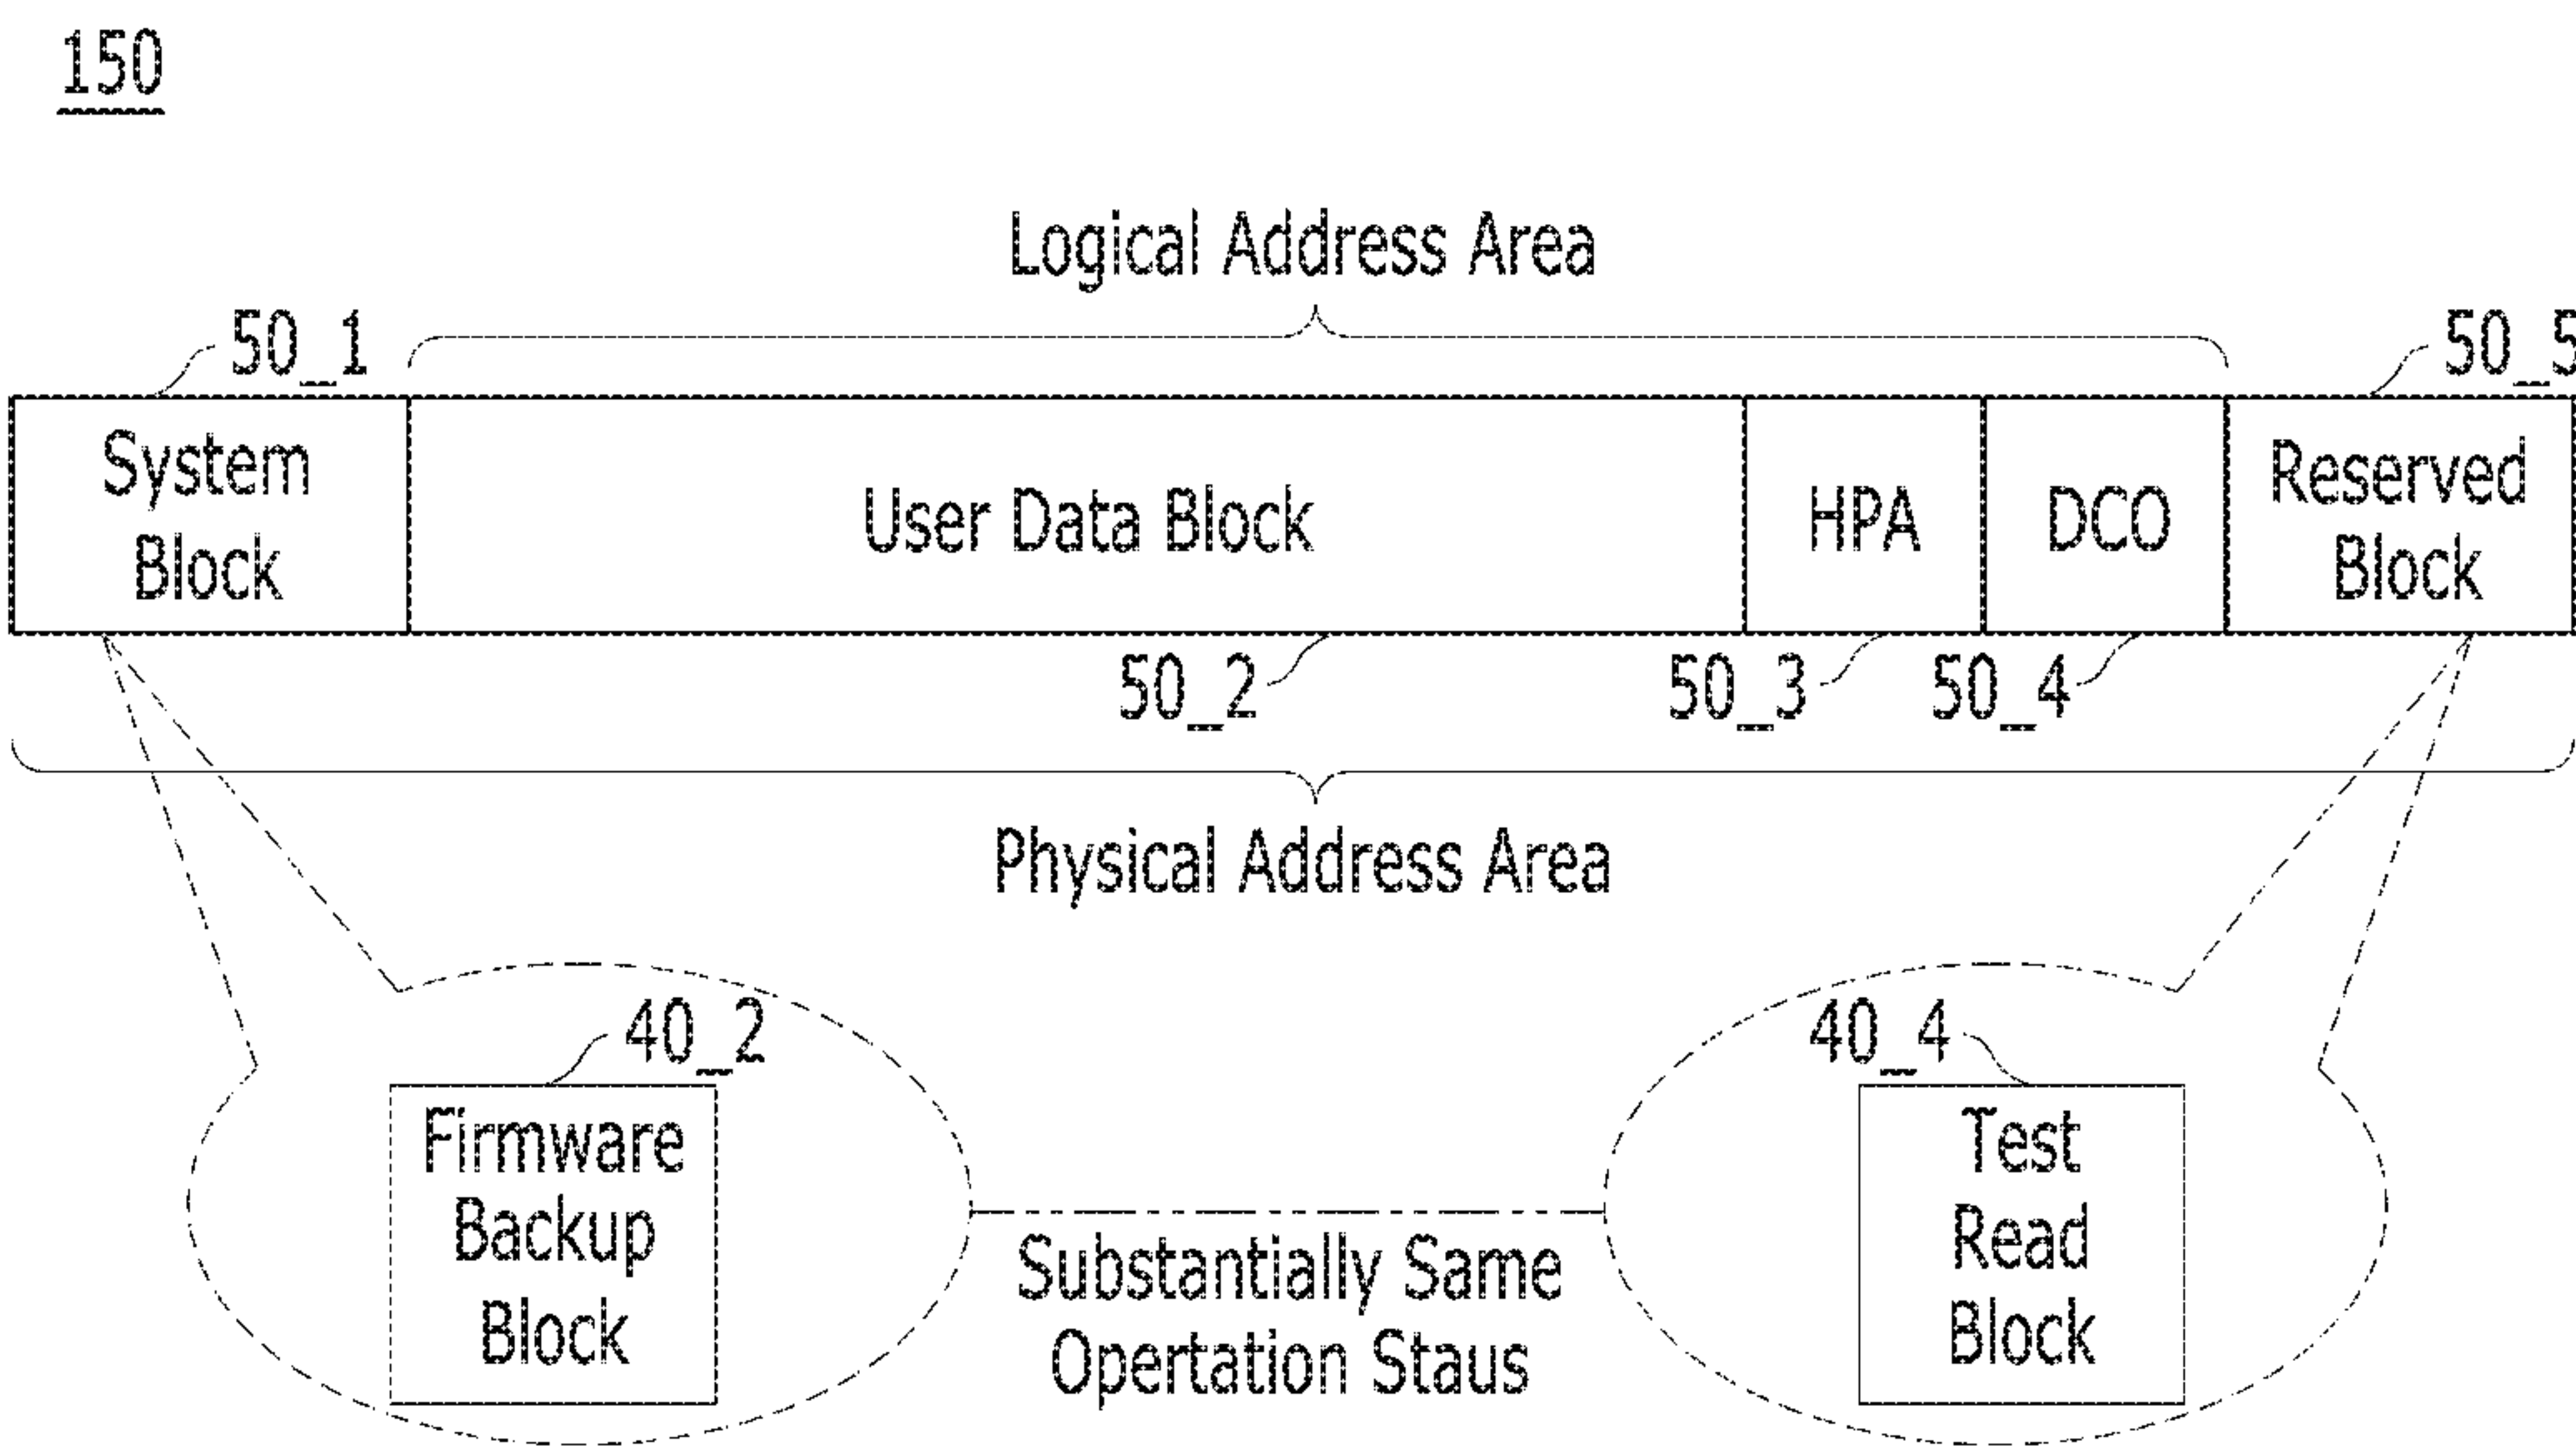 150
Logical Address Area
50_1
50_5
System
Block
User Data Block
HPA
DCO
Reserved
Block
50_2
50_3
50_4
Physical Address Area
40_2
40_4
Firmware
Backup
Block
Test
Read
Block
Substantially Same
Opertation Staus